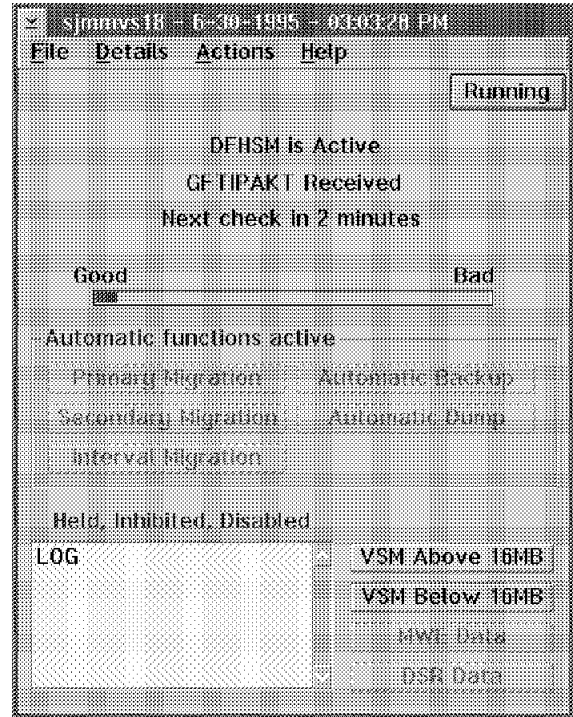 sjmmvs18 - 6-30-1995 - 03:03:28 PM
File Details Actions Help
Running
DFHSM is Active
GFTIPAKT Received
Next check in 2 minutes
Good Bad
Automatic functions active
Primary Migration Automatic Backup
Secondary Migration Automatic Dump
Interval Migration
Held, Inhibited, Disabled
LOG
VSM Above 16MB
VSM Below 16MB
MWE Data
DSR Data